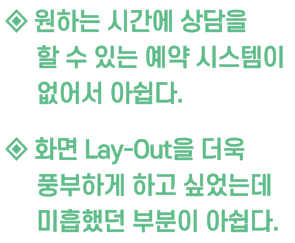 ◈ 원하는 시간에 상담을
할 수 있는 예약 시스템이
없어서 아쉽다.
◈ 화면 Lay-Out을 더욱
풍부하게 하고 싶었는데
미흡했던 부분이 아쉽다.